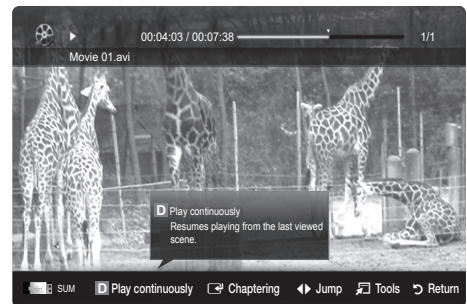 00:04:03 / 00:07:38 1/1
Movie 01.avi
D Play continuously
Resumes playing from the last viewed
scene.
SUM D Play continuously Chaptering Jump Tools Return